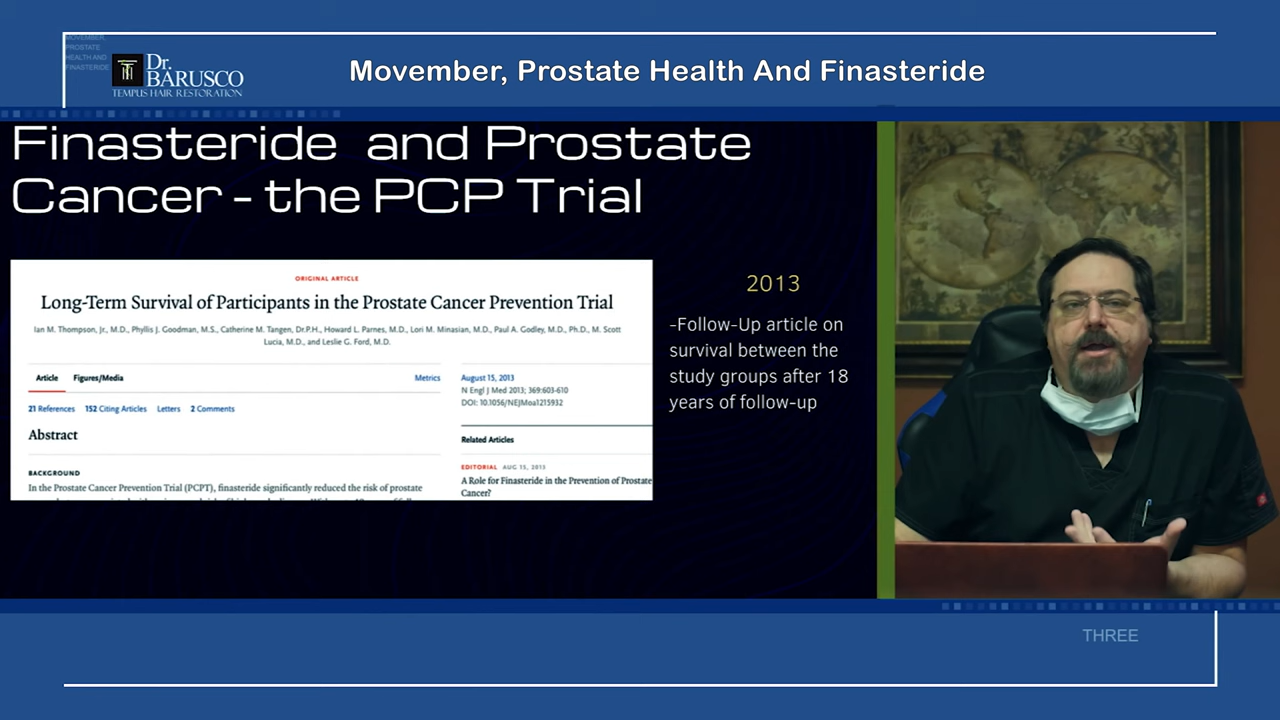 MOVEMBER,
PROSTATE
HEALTH AND
FINASTERIDE
Dr.
BARUSCO
TEMPUS HAIR RESTORATION
Movember, Prostate Health And Finasteride
Finasteride and Prostate
Cancer - the PCP Trial
ORIGINAL ARTICLE
Long-Term Survival of Participants in the Prostate Cancer Prevention Trial
Ian M. Thompson, Jr., M.D., Phyllis J. Goodman, M.S., Catherine M. Tangen, Dr.P.H., Howard L. Parnes, M.D., Lori M. Minasian, M.D., Paul A. Godley, M.D., Ph.D., M. Scott
Lucia, M.D., and Leslie G. Ford, M.D.
Article Figures/Media Metrics
21 References 152 Citing Articles Letters 2 Comments
Abstract
BACKGROUND
In the Prostate Cancer Prevention Trial (PCPT), finasteride significantly reduced the risk of prostate
August 15, 2013
N Engl J Med 2013; 369:603-610
DOI: 10.1056/NEJMoa1215932
Related Articles
EDITORIAL AUG 15, 2013
A Role for Finasteride in the Prevention of Prostate
Cancer?
2013
-Follow-Up article on
survival between the
study groups after 18
years of follow-up
THREE